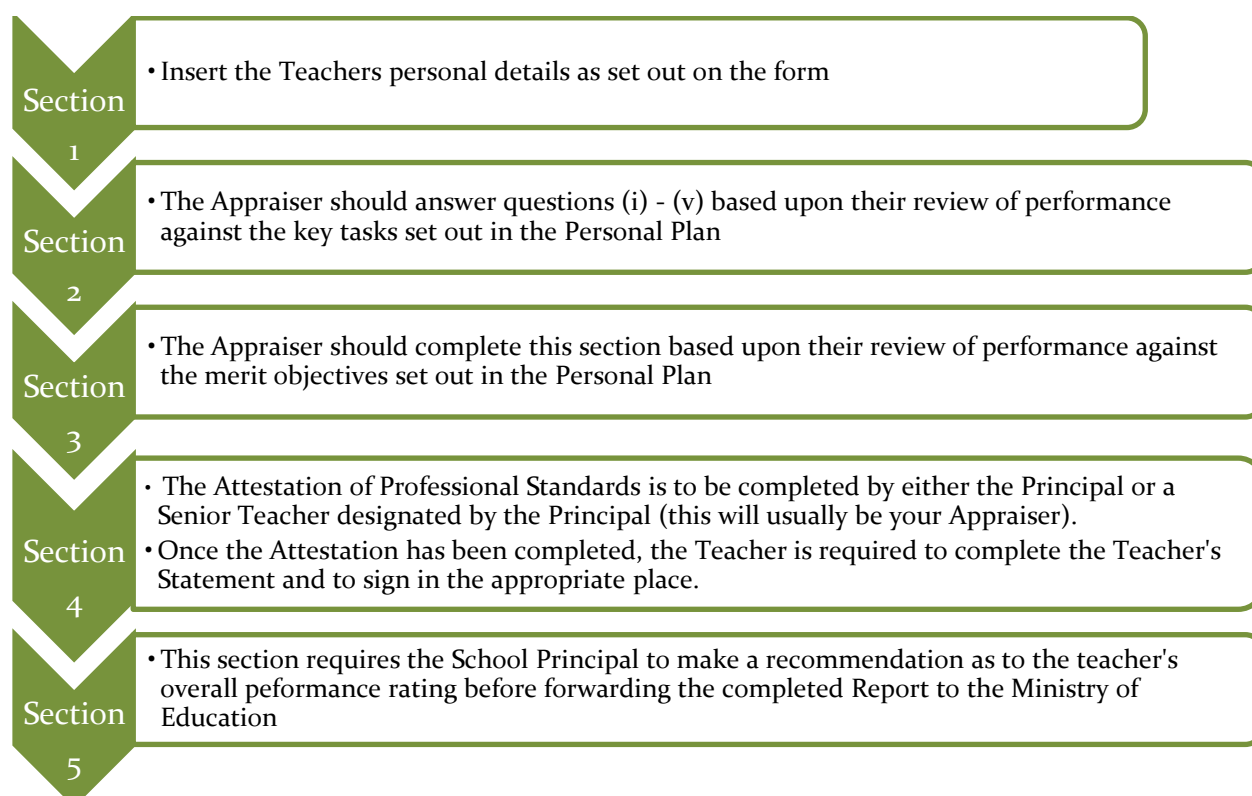 Section
1
• Insert the Teachers personal details as set out on the form
Section
2
• The Appraiser should answer questions (i) - (v) based upon their review of performance
against the key tasks set out in the Personal Plan
Section
3
• The Appraiser should complete this section based upon their review of performance against
the merit objectives set out in the Personal Plan
Section
4
• The Attestation of Professional Standards is to be completed by either the Principal or a
Senior Teacher designated by the Principal (this will usually be your Appraiser).
• Once the Attestation has been completed, the Teacher is required to complete the Teacher's
Statement and to sign in the appropriate place.
Section
5
• This section requires the School Principal to make a recommendation as to the teacher's
overall peformance rating before forwarding the completed Report to the Ministry of
Education